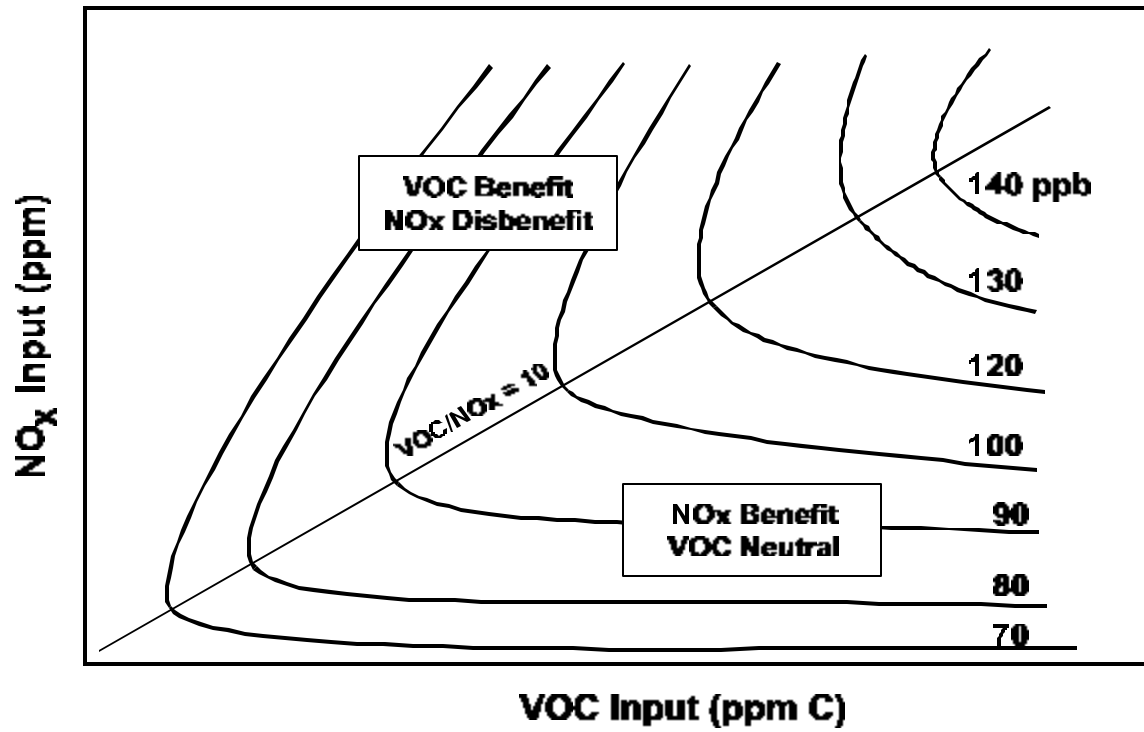 VOC Benefit
NOx Disbenefit
140 ppb
130
120
VOC/NOx = 10
100
NOx Benefit
VOC Neutral
90
80
70
NOx Input (ppm)
VOC Input (ppm C)